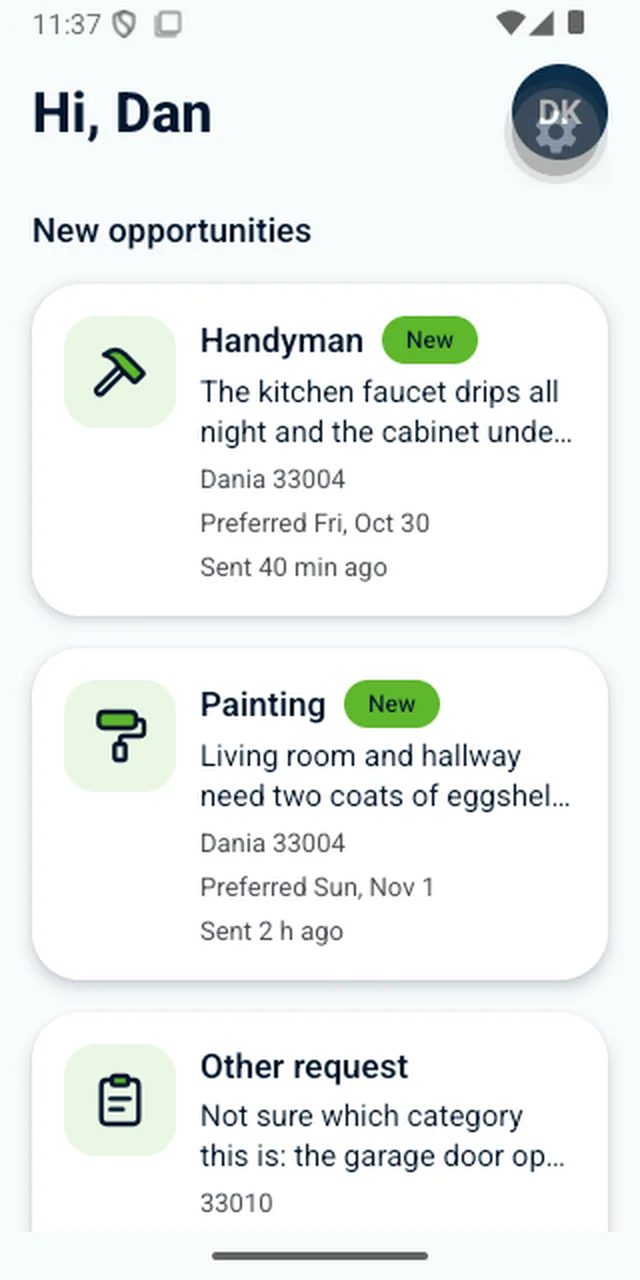 11:37
Hi, Dan
DK
New opportunities
Handyman New
The kitchen faucet drips all
night and the cabinet unde...
Dania 33004
Preferred Fri, Oct 30
Sent 40 min ago
Painting New
Living room and hallway
need two coats of eggshel...
Dania 33004
Preferred Sun, Nov 1
Sent 2 h ago
Other request
Not sure which category
this is: the garage door op...
33010